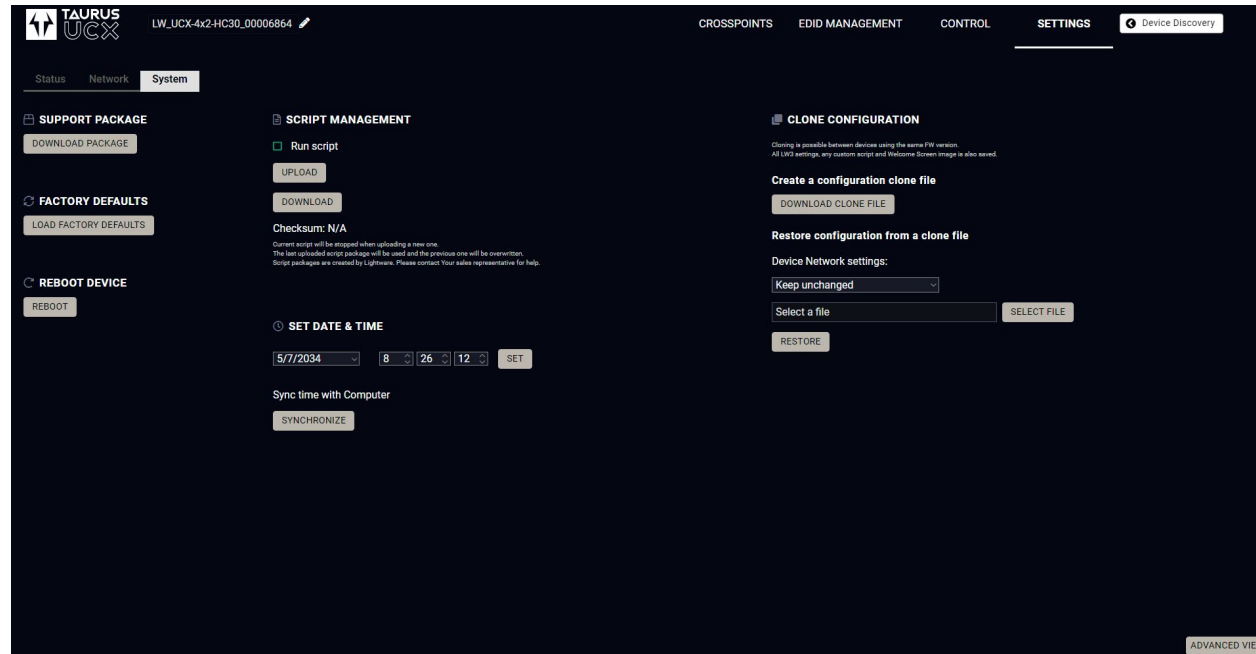 TAURUS
UCX
LW_UCX-4x2-HC30_00006864
CROSSPOINTS
EDID MANAGEMENT
CONTROL
SETTINGS
Device Discovery
Status
Network
System
SUPPORT PACKAGE
DOWNLOAD PACKAGE
FACTORY DEFAULTS
LOAD FACTORY DEFAULTS
REBOOT DEVICE
REBOOT
SCRIPT MANAGEMENT
Run script
UPLOAD
DOWNLOAD
Checksum: N/A
Current script will be stopped when uploading a new one.
The last uploaded script package will be used and the previous one will be overwritten.
Script packages are created by Lightware. Please contact Your sales representative for help.
SET DATE & TIME
5/7/2034 8 26 12 SET
Sync time with Computer
SYNCHRONIZE
CLONE CONFIGURATION
Cloning is possible between devices using the same FW version.
All LW3 settings, any custom script and Welcome Screen image is also saved.
Create a configuration clone file
DOWNLOAD CLONE FILE
Restore configuration from a clone file
Device Network settings:
Keep unchanged
Select a file SELECT FILE
RESTORE
ADVANCED VIE